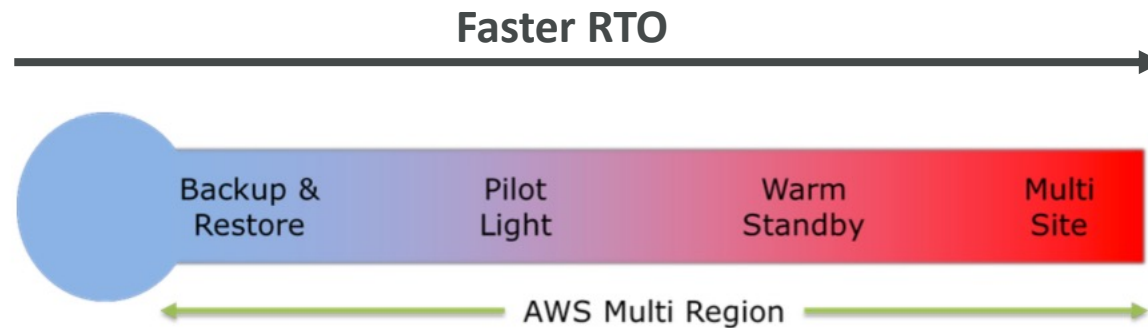 Faster RTO
Backup &
Restore
Pilot
Light
Warm
Standby
Multi
Site
AWS Multi Region